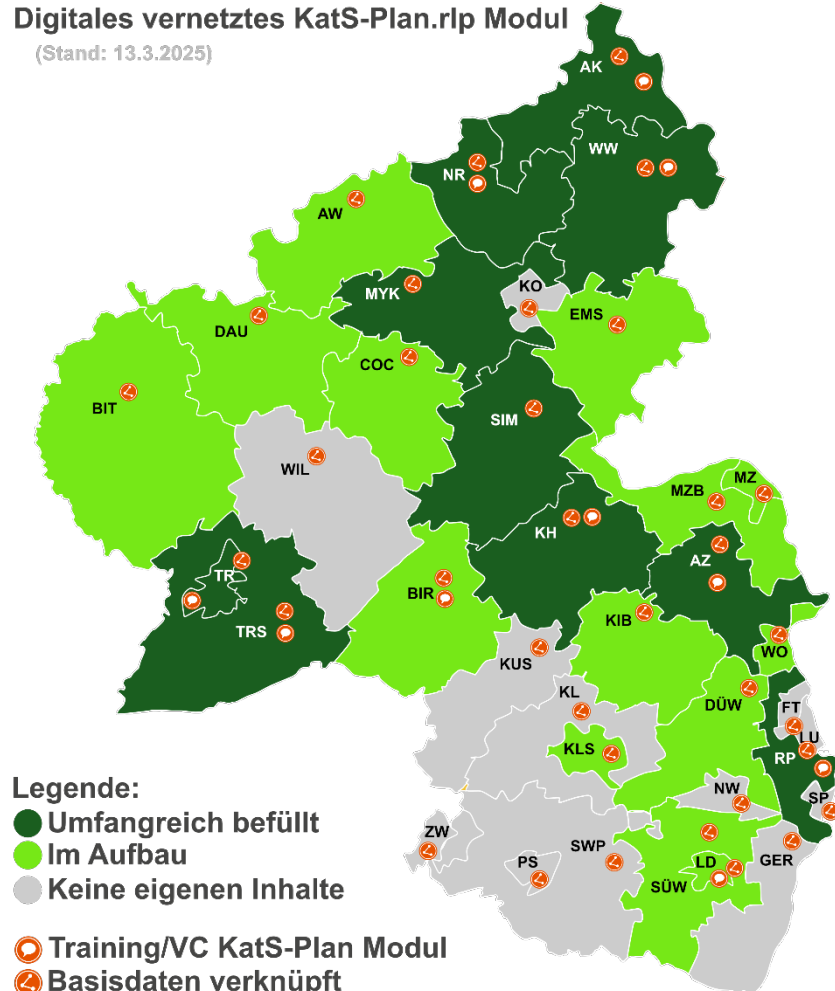 Digitales vernetztes KatS-Plan.rlp Modul
(Stand: 13.3.2025)
AK
WW
NR
AW
MYK
KO
EMS
DAU
COC
BIT
SIM
WIL
MZB
MZ
KH
AZ
TR
BIR
TRS
KIB
WO
KUS
KL
DÜW
FT
LU
KLS
RP
NW
SP
ZW
SWP
PS
LD
GER
SÜW
Legende:
Umfangreich befüllt
Im Aufbau
Keine eigenen Inhalte
Training/VC KatS-Plan Modul
Basisdaten verknüpft